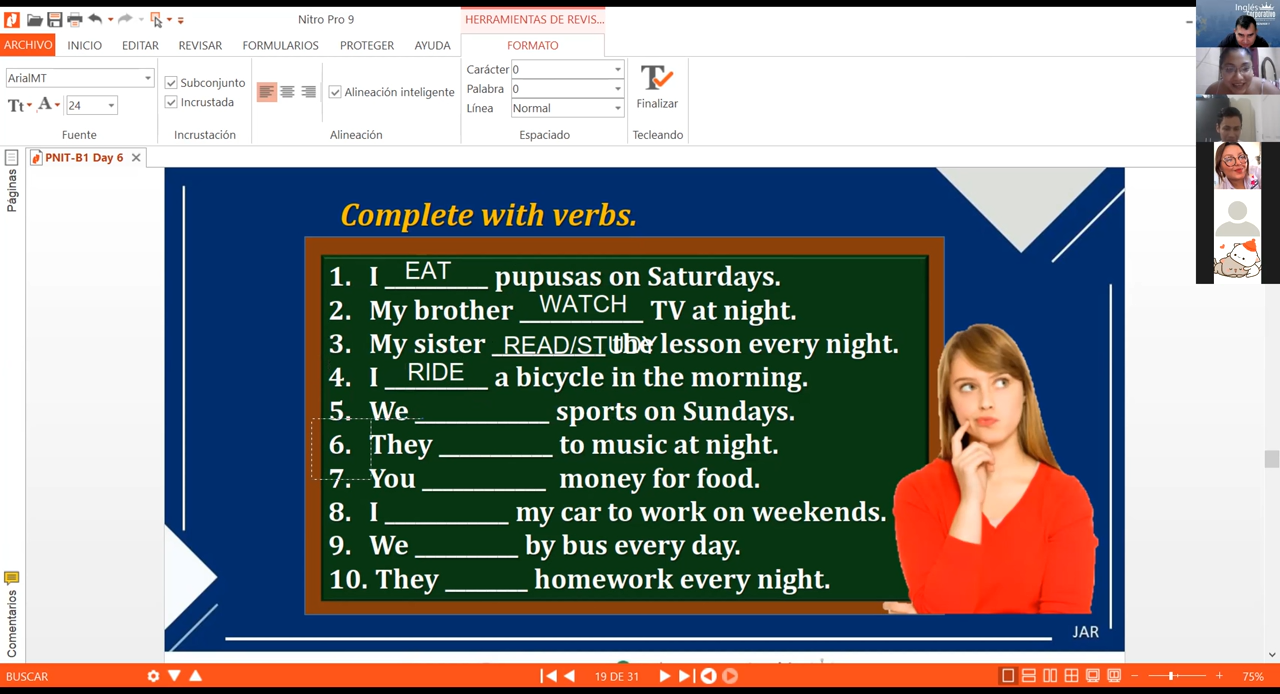 Nitro Pro 9
HERRAMIENTAS DE REVIS...
ARCHIVO INICIO EDITAR REVISAR FORMULARIOS PROTEGER AYUDA FORMATO
ArialMT
Tt A 24
Fuente
Subconjunto
Incrustada
Incrustación
Alineación inteligente
Alineación
Carácter 0
Palabra 0
Línea Normal
Espaciado
Finalizar
Tecleando
Inglés
Corporativo
PNIT-B1 Day 6
Páginas
Complete with verbs.
1. I EAT pupusas on Saturdays.
2. My brother WATCH TV at night.
3. My sister READ/STUDY the lesson every night.
4. I RIDE a bicycle in the morning.
5. We __________ sports on Sundays.
6. They __________ to music at night.
7. You __________ money for food.
8. I __________ my car to work on weekends.
9. We ________ by bus every day.
10. They _______ homework every night.
JAR
Comentarios
BUSCAR
19 DE 31
75%